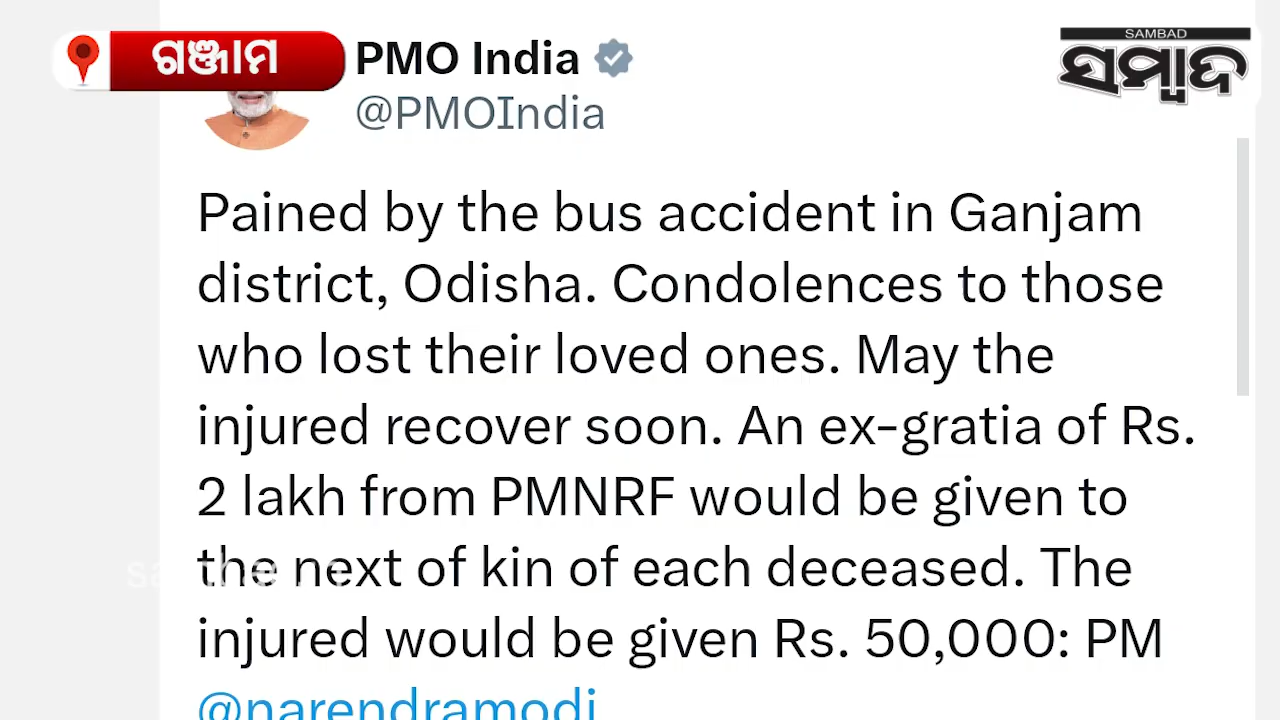 ଗଞ୍ଜାମ
PMO India
SAMBAD
ସମ୍ବାଦ
@PMOIndia
Pained by the bus accident in Ganjam
district, Odisha. Condolences to those
who lost their loved ones. May the
injured recover soon. An ex-gratia of Rs.
2 lakh from PMNRF would be given to
the next of kin of each deceased. The
injured would be given Rs. 50,000: PM
@narendramodi